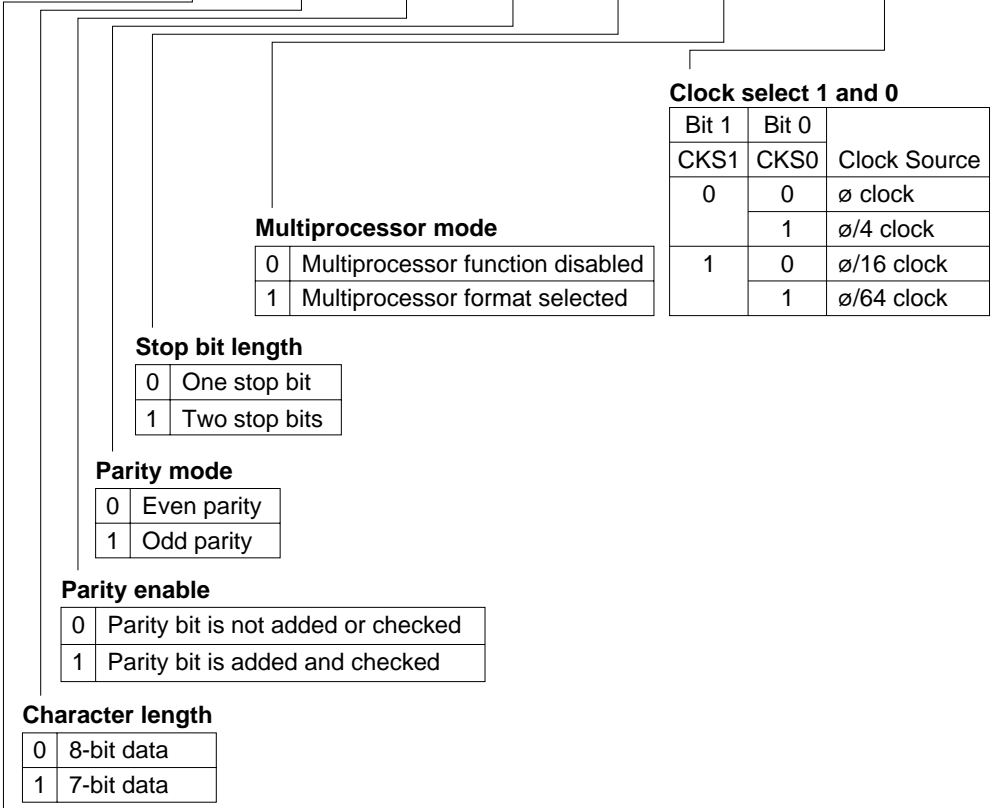 Clock select 1 and 0
Bit 1 Bit 0
CKS1 CKS0 Clock Source
0 0 ø clock
1 ø/4 clock
1 0 ø/16 clock
1 ø/64 clock
Multiprocessor mode
0 Multiprocessor function disabled
1 Multiprocessor format selected
Stop bit length
0 One stop bit
1 Two stop bits
Parity mode
0 Even parity
1 Odd parity
Parity enable
0 Parity bit is not added or checked
1 Parity bit is added and checked
Character length
0 8-bit data
1 7-bit data